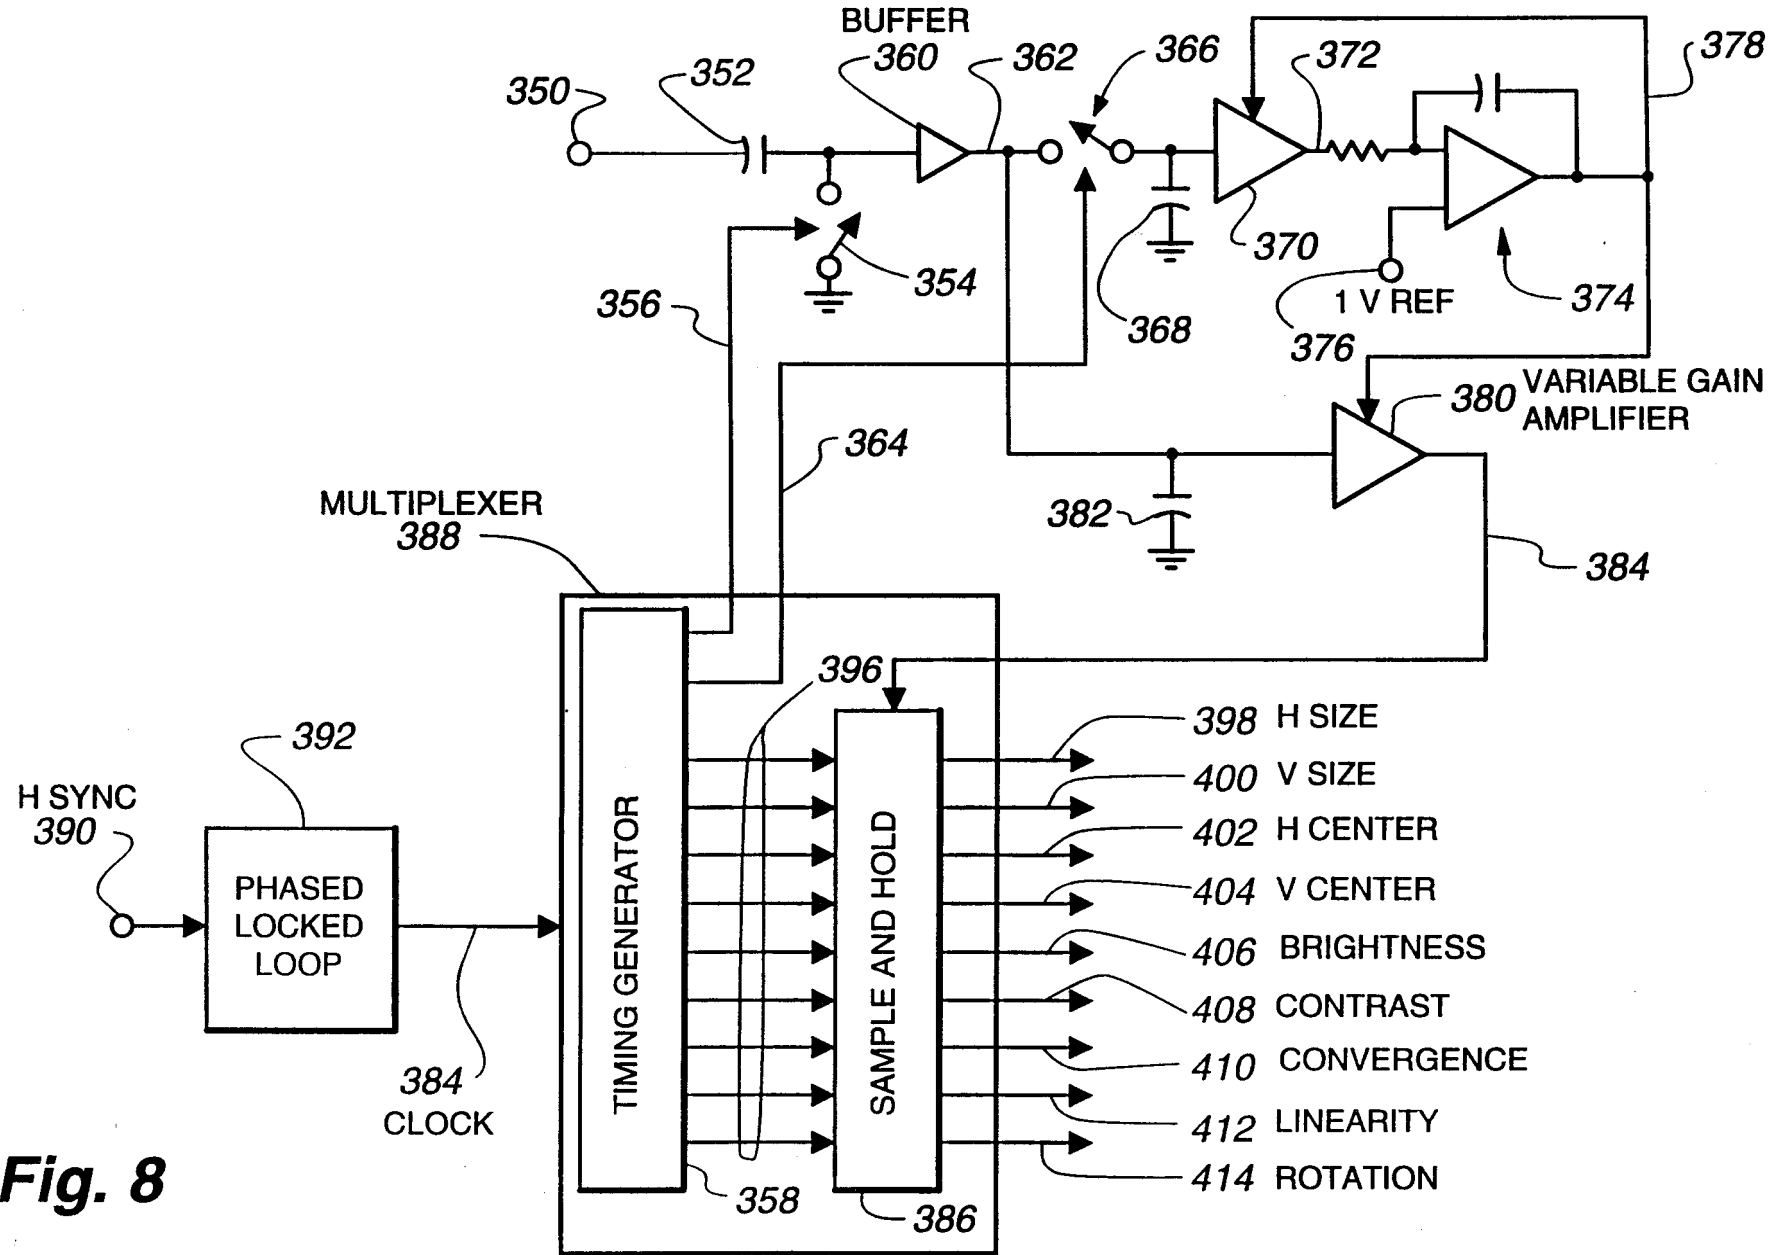 BUFFER
360
362
366
372
378
352
350
370
354
356
368
1 V REF
376
374
380 VARIABLE GAIN
AMPLIFIER
364
382
384
MULTIPLEXER
388
396
392
H SYNC
390
PHASED
LOCKED
LOOP
384
CLOCK
TIMING GENERATOR
SAMPLE AND HOLD
398 H SIZE
400 V SIZE
402 H CENTER
404 V CENTER
406 BRIGHTNESS
408 CONTRAST
410 CONVERGENCE
412 LINEARITY
414 ROTATION
358
386
Fig. 8